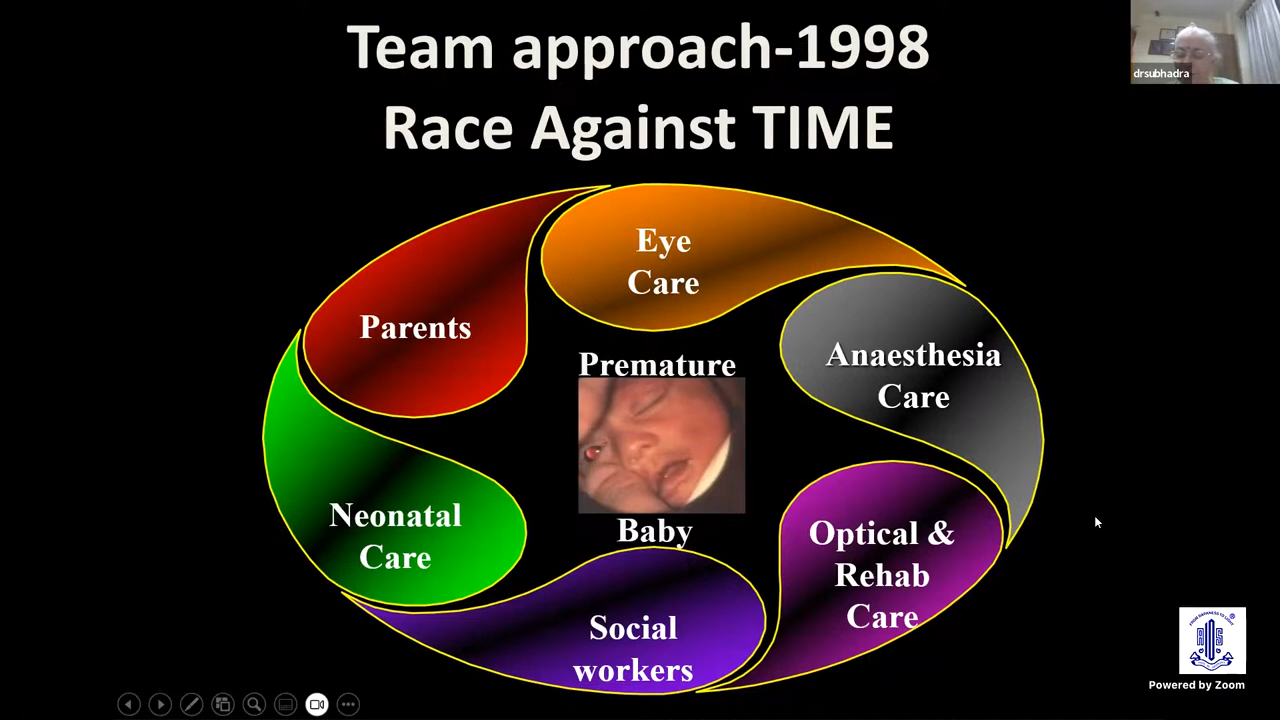 Team approach-1998
Race Against TIME
drsubhadra
Eye
Care
Parents
Anaesthesia
Care
Premature
Baby
Neonatal
Care
Optical &
Rehab
Care
Social
workers
Powered by Zoom